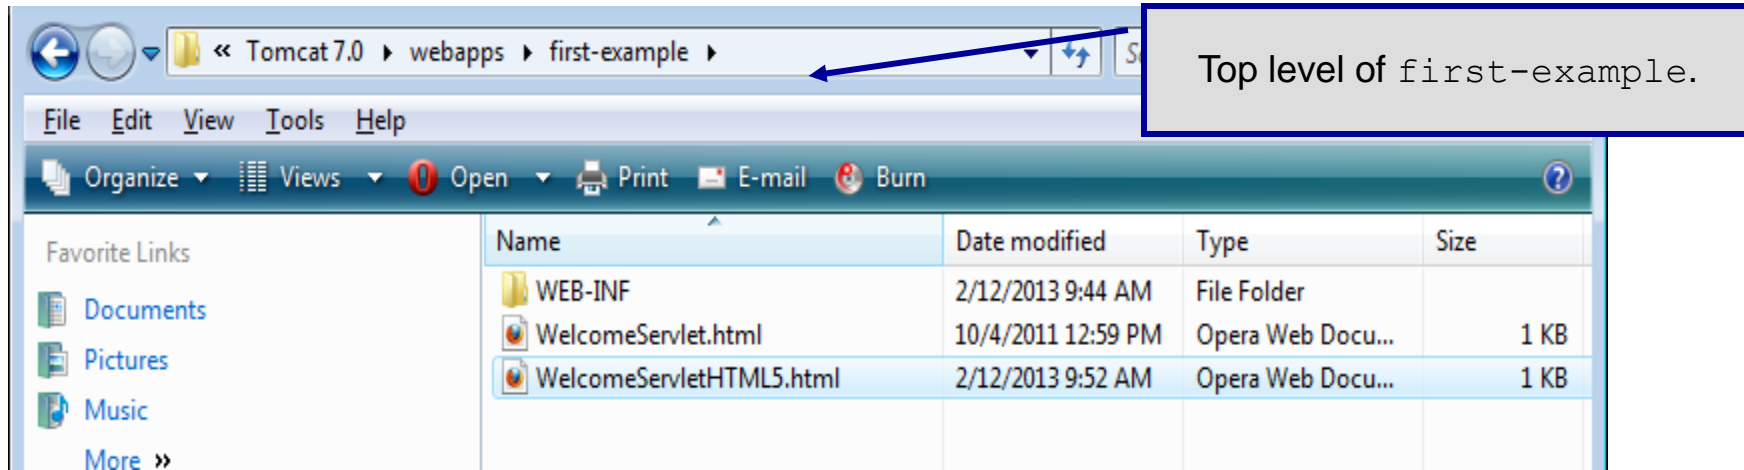 « Tomcat 7.0 webapps first-example
Top level of first-example.
File Edit View Tools Help
Organize Views Open Print E-mail Burn
Name Date modified Type Size
Favorite Links
WEB-INF 2/12/2013 9:44 AM File Folder
Documents
WelcomeServlet.html 10/4/2011 12:59 PM Opera Web Docu... 1 KB
Pictures
WelcomeServletHTML5.html 2/12/2013 9:52 AM Opera Web Docu... 1 KB
Music
More »